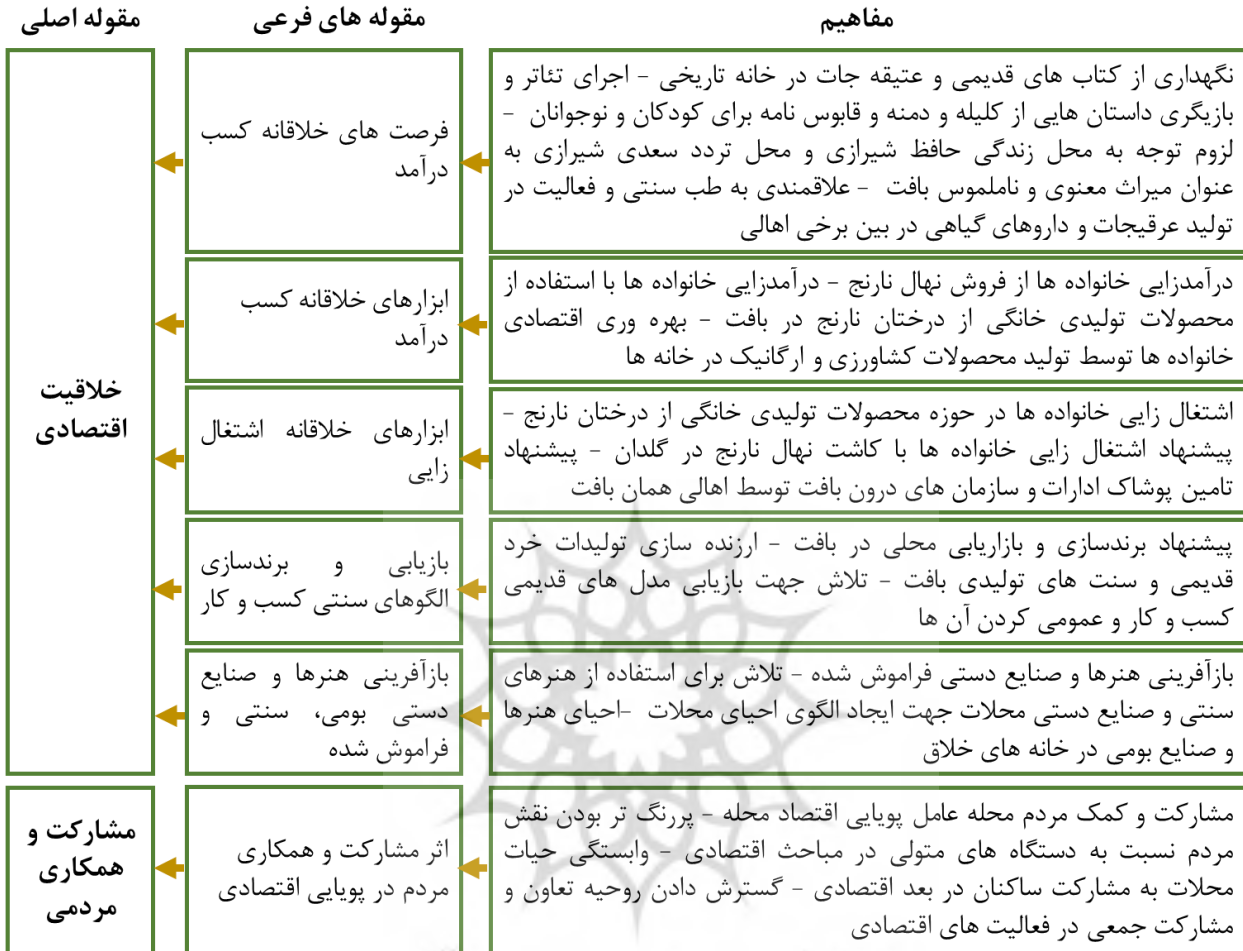 مفاهیم
مقوله های فرعی
مقوله اصلی
نگهداری از کتاب های قدیمی و عتیقه جات در خانه تاریخی - اجرای تئاتر و
بازیگری داستان هایی از کلیله و دمنه و قابوس نامه برای کودکان و نوجوانان -
لزوم توجه به محل زندگی حافظ شیرازی و محل تردد سعدی شیرازی به
عنوان میراث معنوی و ناملموس بافت - علاقمندی به طب سنتی و فعالیت در
تولید عرقیجات و داروهای گیاهی در بین برخی اهالی
فرصت های خلاقانه کسب
درآمد
درآمدزایی خانواده ها از فروش نهال نارنج - درآمدزایی خانواده ها با استفاده از
محصولات تولیدی خانگی از درختان نارنج در بافت - بهره وری اقتصادی
خانواده ها توسط تولید محصولات کشاورزی و ارگانیک در خانه ها
ابزارهای خلاقانه کسب
درآمد
اشتغال زایی خانواده ها در حوزه محصولات تولیدی خانگی از درختان نارنج -
پیشنهاد اشتغال زایی خانواده ها با کاشت نهال نارنج در گلدان - پیشنهاد
تامین پوشاک ادارات و سازمان های درون بافت توسط اهالی همان بافت
ابزارهای خلاقانه اشتغال
زایی
پیشنهاد برندسازی و بازاریابی محلی در بافت - ارزنده سازی تولیدات خرد
قدیمی و سنت های تولیدی بافت - تلاش جهت بازیابی مدل های قدیمی
کسب و کار و عمومی کردن آن ها
بازیابی و برندسازی
الگوهای سنتی کسب و کار
بازآفرینی هنرها و صنایع دستی فراموش شده - تلاش برای استفاده از هنرهای
سنتی و صنایع دستی محلات جهت ایجاد الگوی احیای محلات -احیای هنرها
و صنایع بومی در خانه های خلاق
بازآفرینی هنرها و صنایع
دستی بومی، سنتی و
فراموش شده
خلاقیت
اقتصادی
مشارکت و کمک مردم محله عامل پویایی اقتصاد محله - پررنگ تر بودن نقش
مردم نسبت به دستگاه های متولی در مباحث اقتصادی - وابستگی حیات
محلات به مشارکت ساکنان در بعد اقتصادی - گسترش دادن روحیه تعاون و
مشارکت جمعی در فعالیت های اقتصادی
اثر مشارکت و همکاری
مردم در پویایی اقتصادی
مشارکت و
همکاری
مردمی